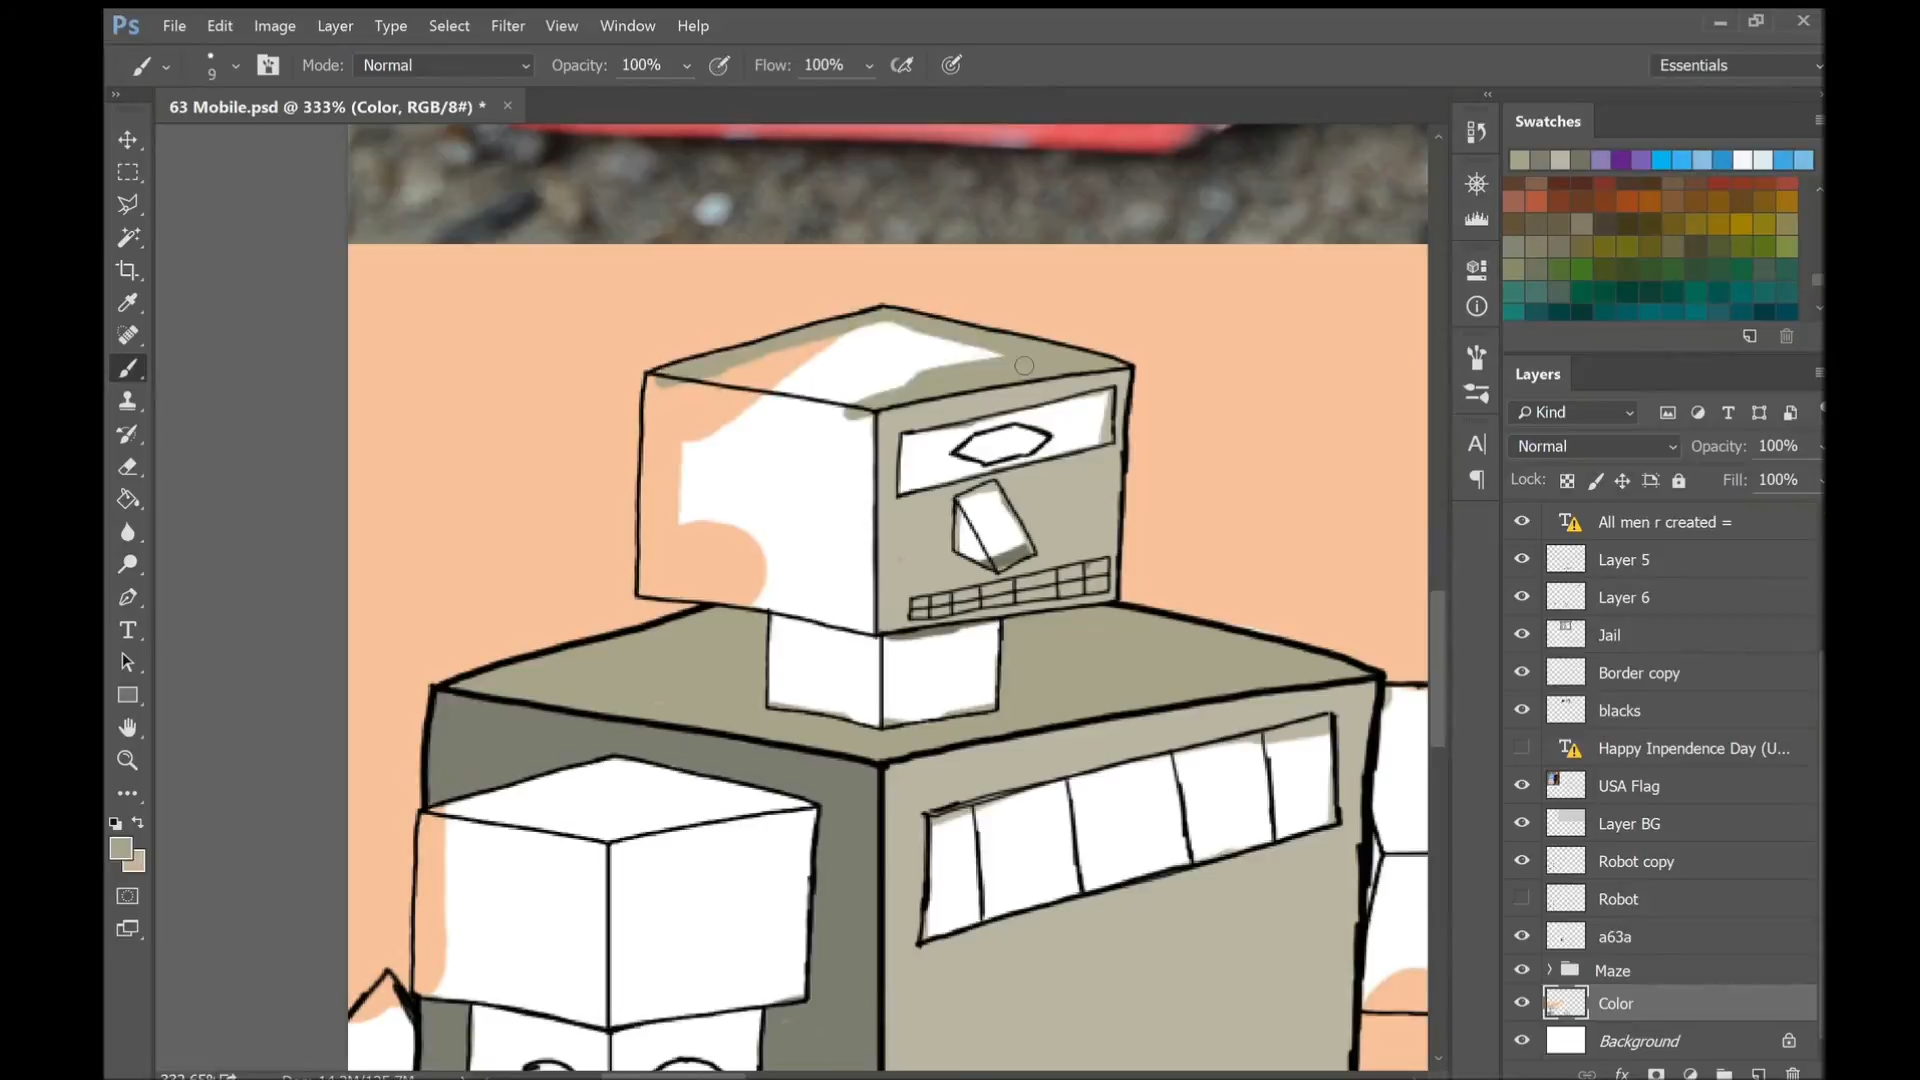 Ps File Edit Image Layer Type Select Filter View Window Help
9 Mode: Normal Opacity: 100% Flow: 100% Essentials
63 Mobile.psd @ 333% (Color, RGB/8#) *
Swatches
Layers
Kind
Normal Opacity: 100%
Lock: Fill: 100%
All men r created =
Layer 5
Layer 6
Jail
Border copy
blacks
Happy Inpendence Day (U...
USA Flag
Layer BG
Robot copy
Robot
a63a
Maze
Color
Background
fx